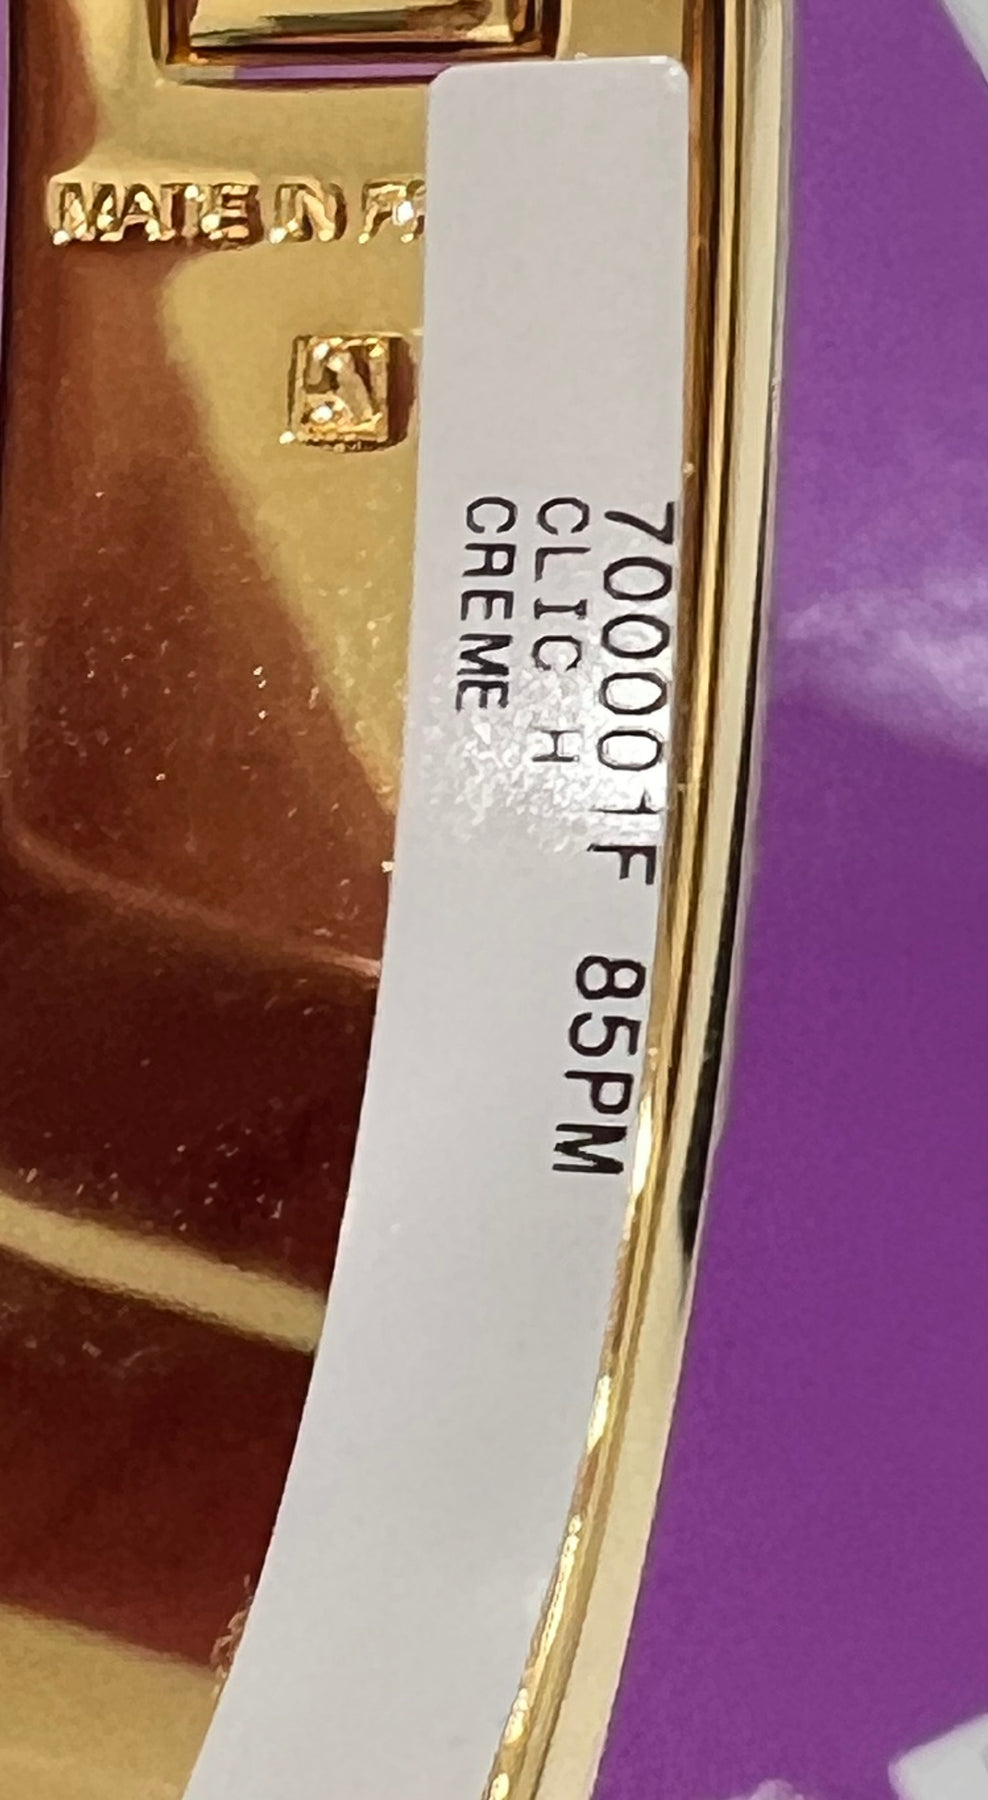 MADE IN FR
A
700001F 85PM
CLIC H
CREME